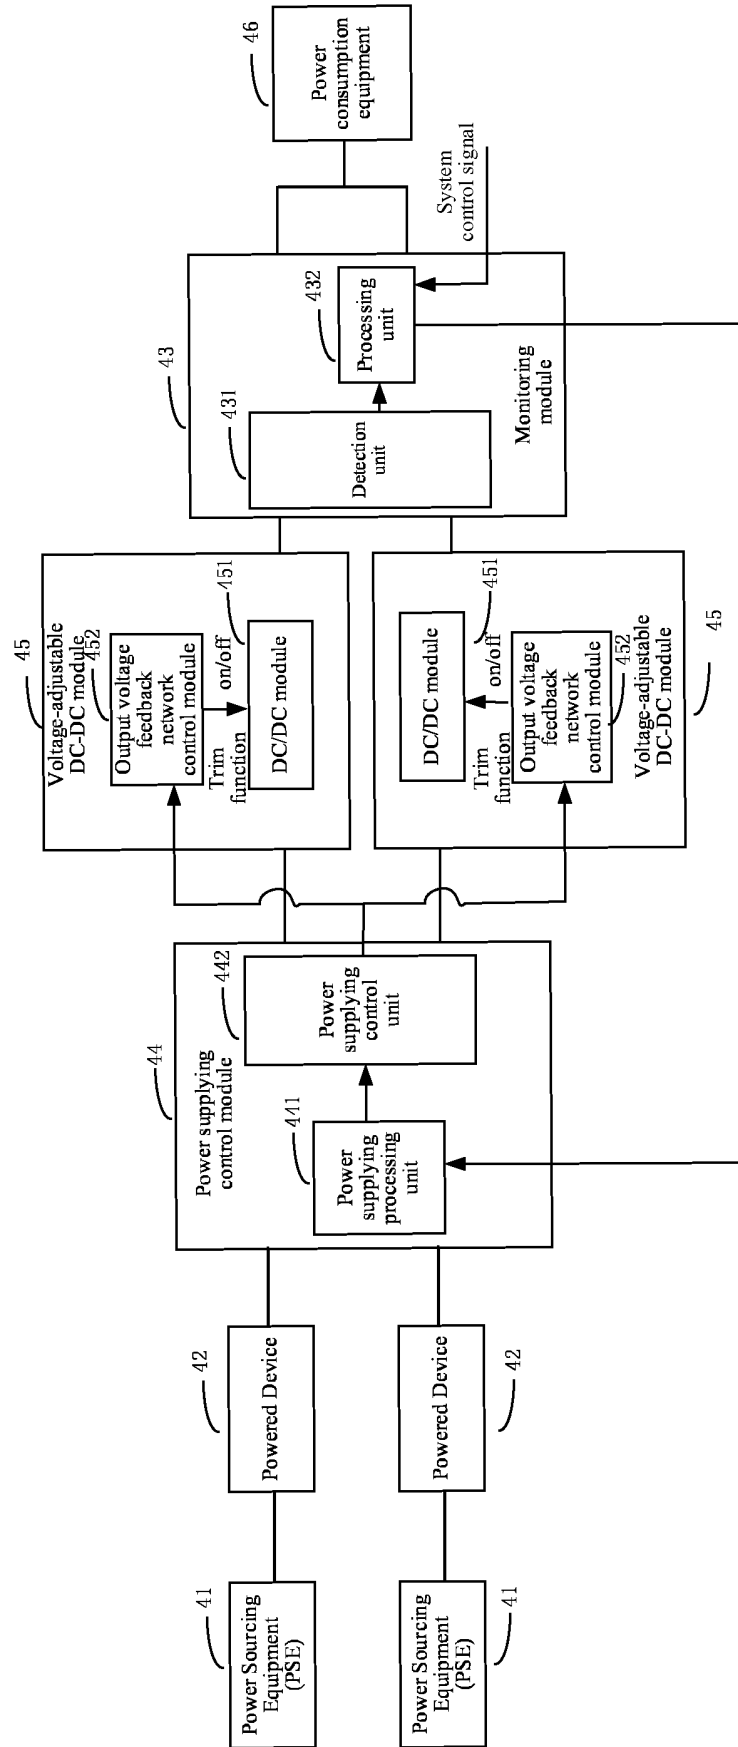 41
Power Sourcing
Equipment
(PSE)
42
Powered Device
41
Power Sourcing
Equipment
(PSE)
42
Powered Device
44
Power supplying
control module
441
Power
supplying
processing
unit
442
Power
supplying
control
unit
45
Voltage-adjustable
DC-DC module
452
Output voltage
feedback
network
control module
Trim
function
on/off
451
DC/DC module
451
DC/DC module
Trim
function
on/off
Output voltage
feedback
network
control module
452
Voltage-adjustable
DC-DC module
45
43
431
Detection
unit
432
Processing
unit
Monitoring
module
System
control signal
46
Power
consumption
equipment